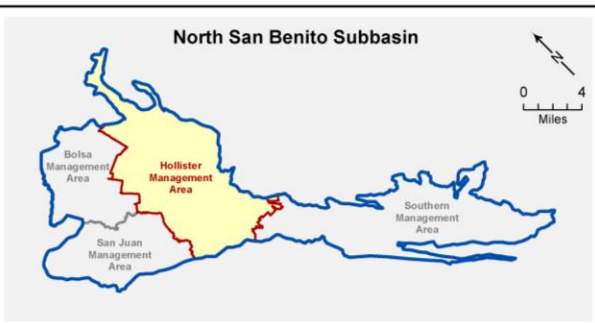 North San Benito Subbasin
N
0 4
Miles
Bolsa
Management
Area
Hollister
Management
Area
Southern
Management
Area
San Juan
Management
Area